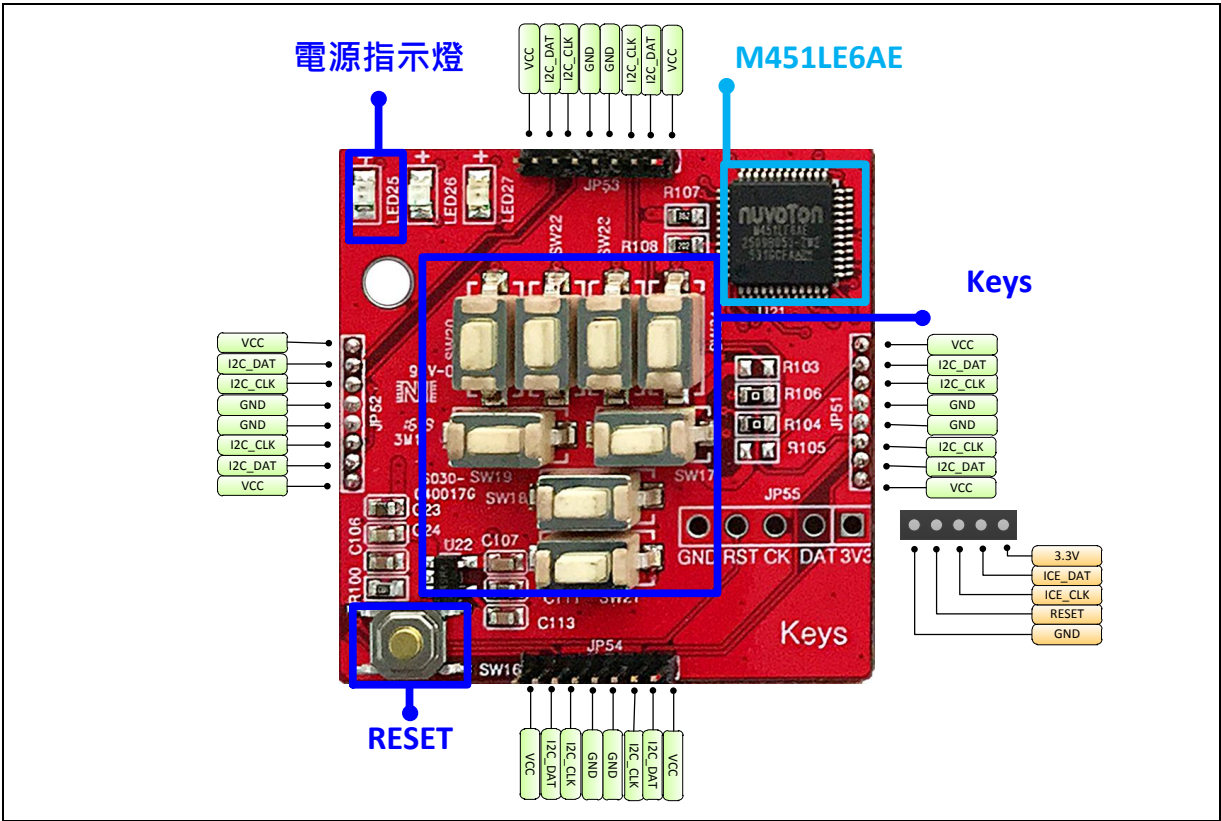 電源指示燈
VCC
I2C_DAT
I2C_CLK
GND
GND
I2C_CLK
I2C_DAT
VCC
M451LE6AE
LED25
LED26
LED27
JP53
R107
R108
SW22
nuvoTon
M451LE6AE
U21
Keys
SW20
VCC
I2C_DAT
I2C_CLK
GND
GND
I2C_CLK
I2C_DAT
VCC
JP52
R103
R106
R104
R105
JP51
VCC
I2C_DAT
I2C_CLK
GND
GND
I2C_CLK
I2C_DAT
VCC
SW19
SW17
SW18
040017G
C23
C24
C106
R100
U22
C107
C113
SW21
JP55
GND RST CK DAT 3V3
3.3V
ICE_DAT
ICE_CLK
RESET
GND
Keys
SW16
JP54
RESET
VCC
I2C_DAT
I2C_CLK
GND
GND
I2C_CLK
I2C_DAT
VCC